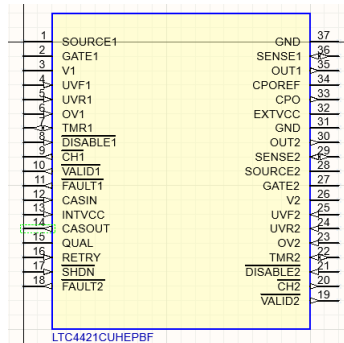 1 SOURCE1 GND 37
2 GATE1 SENSE1 36
3 V1 OUT1 35
4 UVF1 CPOREF 34
5 UVR1 CPO 33
6 OV1 EXTVCC 32
7 TMR1 GND 31
8 DISABLE1 OUT2 30
9 CH1 SENSE2 29
10 VALID1 SOURCE2 28
11 FAULT1 GATE2 27
12 CASIN V2 26
13 INTVCC UVF2 25
14 CASOUT UVR2 24
15 QUAL OV2 23
16 RETRY TMR2 22
17 SHDN DISABLE2 21
18 FAULT2 CH2 20
VALID2 19
LTC4421CUHEPBF